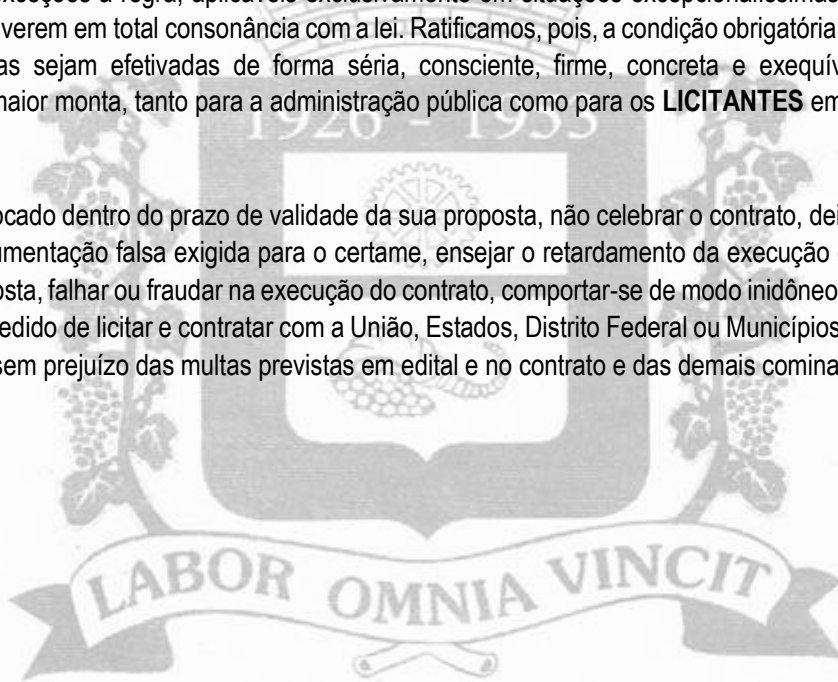 exceções à regra, aplicáveis exclusivamente em situações excepcionalíssimas
verem em total consonância com a lei. Ratificamos, pois, a condição obrigatória
as sejam efetivadas de forma séria, consciente, firme, concreta e exequív
naior monta, tanto para a administração pública como para os LICITANTES em
1926 - 1953
ocado dentro do prazo de validade da sua proposta, não celebrar o contrato, dei
umentação falsa exigida para o certame, ensejar o retardamento da execução
osta, falhar ou fraudar na execução do contrato, comportar-se de modo inidôneo
edido de licitar e contratar com a União, Estados, Distrito Federal ou Municípios
sem prejuízo das multas previstas em edital e no contrato e das demais comina
LABOR OMNIA VINCIT